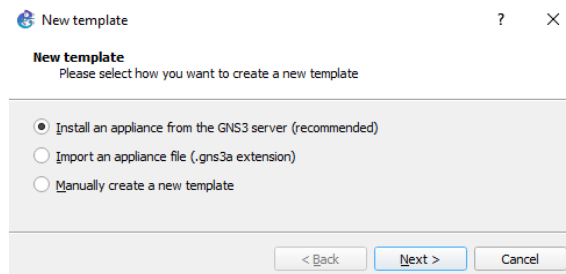 New template
?
New template
Please select how you want to create a new template
Install an appliance from the GNS3 server (recommended)
Import an appliance file (.gns3a extension)
Manually create a new template
< Back
Next >
Cancel